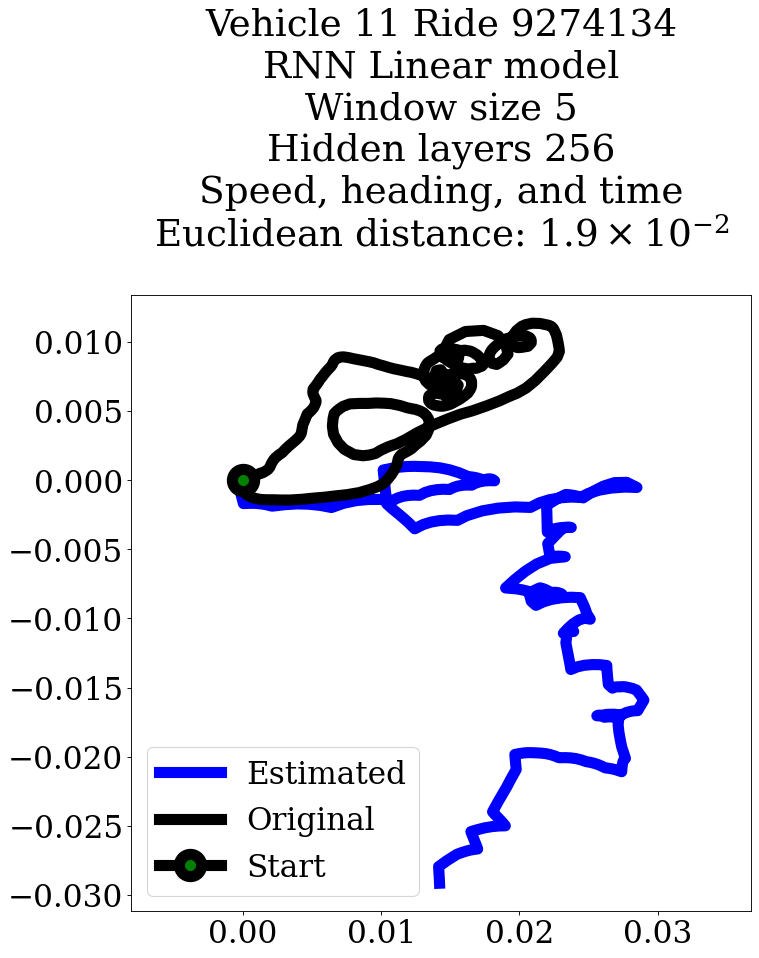 Vehicle 11 Ride 9274134
RNN Linear model
Window size 5
Hidden layers 256
Speed, heading, and time
Euclidean distance: 1.9 × 10⁻²
0.010
0.005
0.000
−0.005
−0.010
−0.015
−0.020
−0.025
−0.030
Estimated
Original
Start
0.00 0.01 0.02 0.03